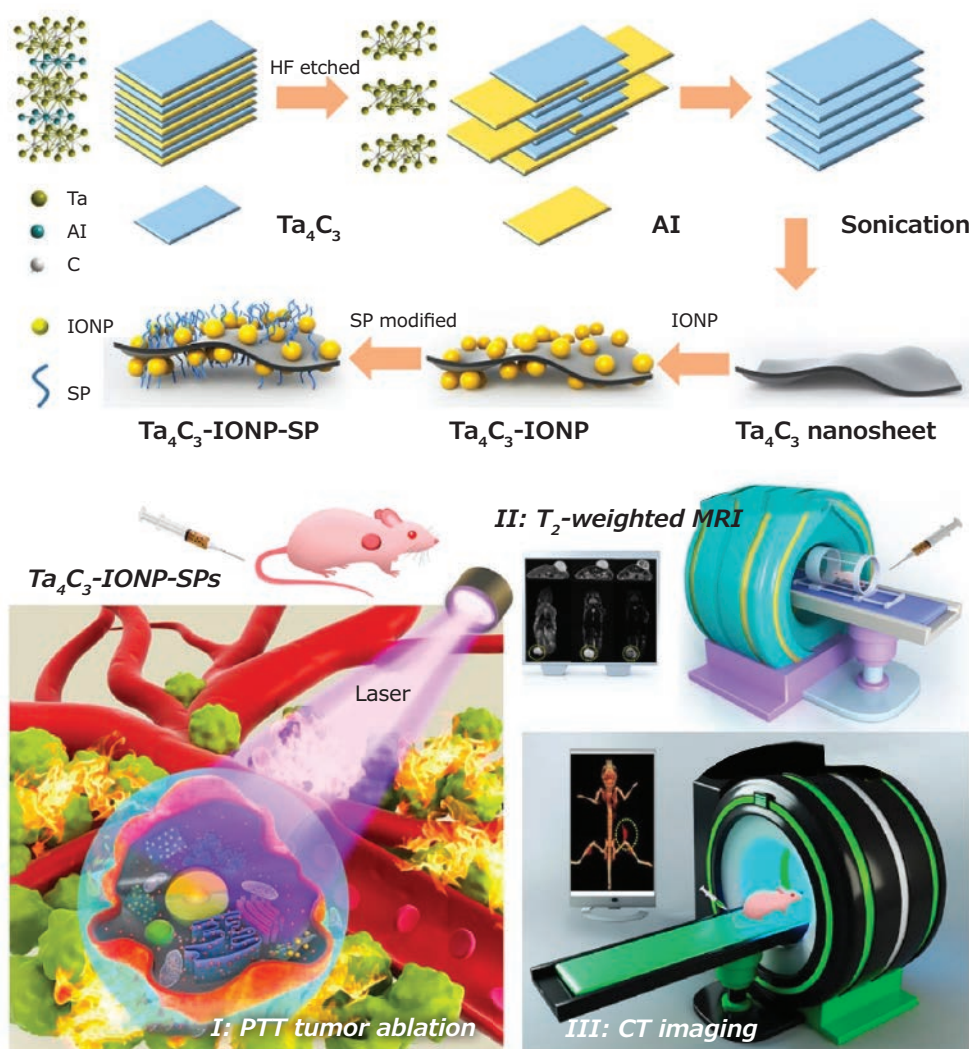 HF etched
Ta
Al
C
Ta₄C₃
Al
Sonication
IONP
SP
SP modified
IONP
Ta₄C₃-IONP-SP
Ta₄C₃-IONP
Ta₄C₃ nanosheet
Ta₄C₃-IONP-SPs
II: T₂-weighted MRI
Laser
I: PTT tumor ablation
III: CT imaging